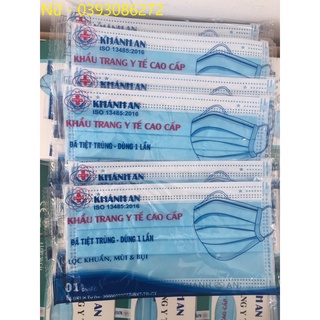 No : 0393086272
KHÁNH AN
ISO 13485:2016
KHẨU TRANG Y TẾ CAO CẤP
KHÁNH AN
ISO 13485:2016
KHẨU TRANG Y TẾ CAO CẤP
ĐÃ TIỆT TRÙNG - DÙNG 1 LẦN
KHÁNH AN
ISO 13485:2016
KHẨU TRANG Y TẾ CAO CẤP
ĐÃ TIỆT TRÙNG - DÙNG 1 LẦN
LỌC KHUẨN, MÙI & BỤI
01